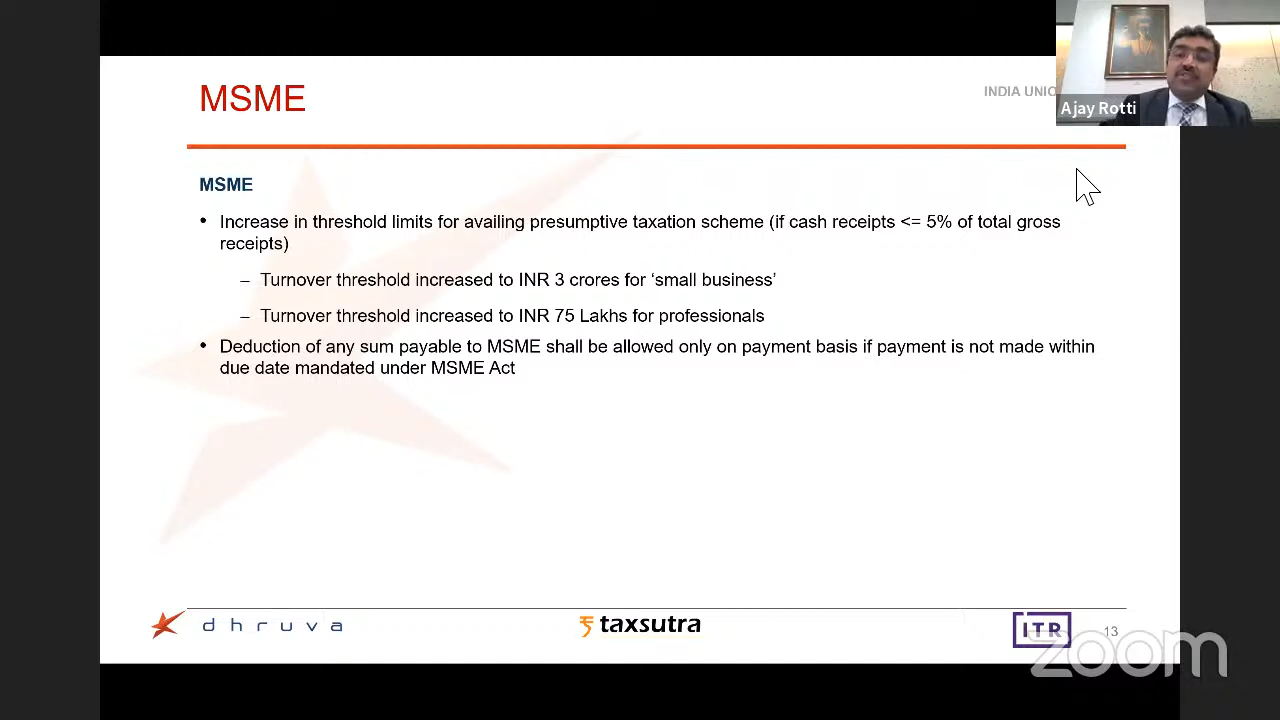 MSME
INDIA UNIO
Ajay Rotti
MSME
• Increase in threshold limits for availing presumptive taxation scheme (if cash receipts <= 5% of total gross
receipts)
– Turnover threshold increased to INR 3 crores for ‘small business’
– Turnover threshold increased to INR 75 Lakhs for professionals
• Deduction of any sum payable to MSME shall be allowed only on payment basis if payment is not made within
due date mandated under MSME Act
dhruva
taxsutra
ITR
13
zoom